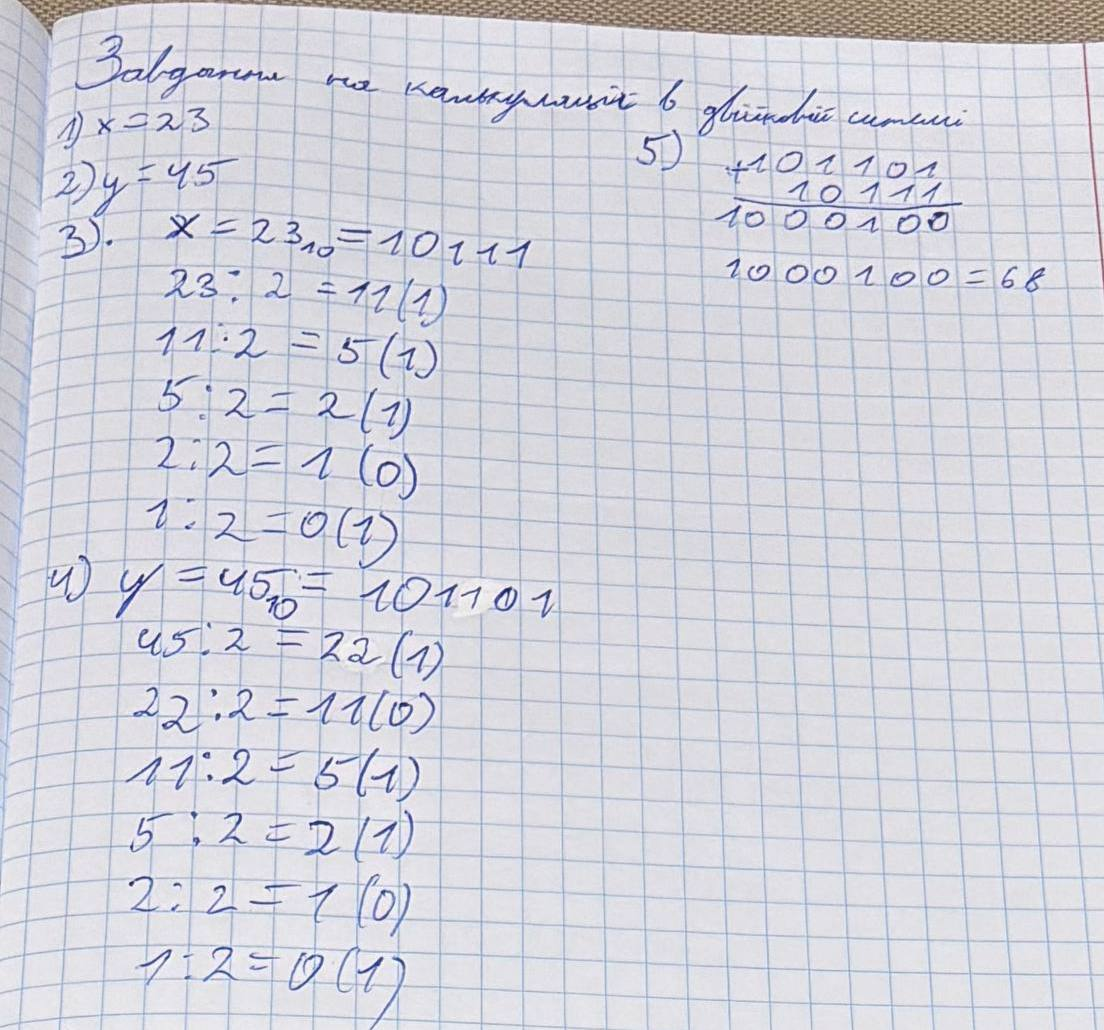 Завдання на калькуляції в двійковій системі
1) x = 23
2) y = 45
3). x = 23₁₀ = 10111
23 : 2 = 11(1)
11 : 2 = 5(1)
5 : 2 = 2(1)
2 : 2 = 1(0)
1 : 2 = 0(1)
4) y = 45₁₀ = 101101
45 : 2 = 22(1)
22 : 2 = 11(0)
11 : 2 = 5(1)
5 : 2 = 2(1)
2 : 2 = 1(0)
1 : 2 = 0(1)
5) +101101
10111
1000100
1000100 = 68